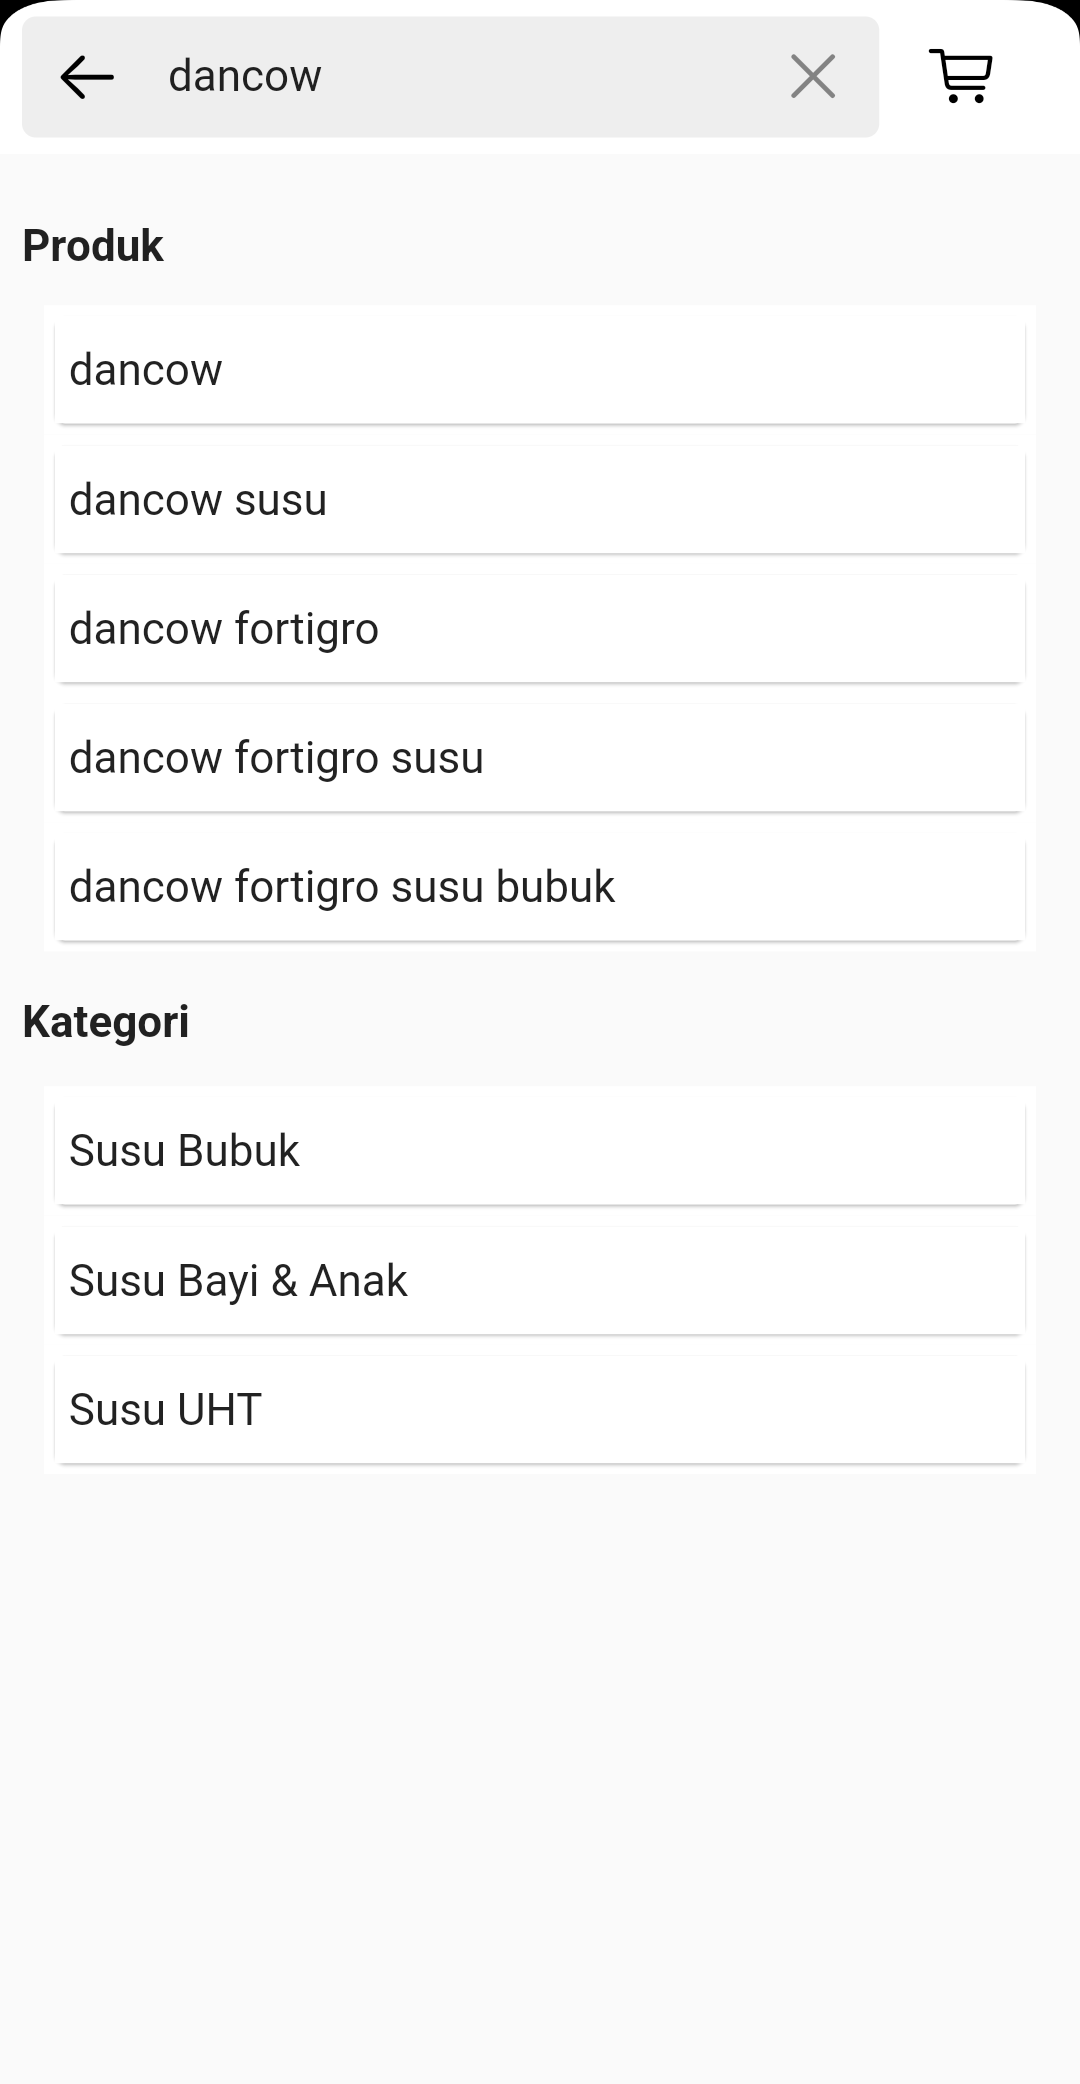 dancow
Produk
dancow
dancow susu
dancow fortigro
dancow fortigro susu
dancow fortigro susu bubuk
Kategori
Susu Bubuk
Susu Bayi & Anak
Susu UHT